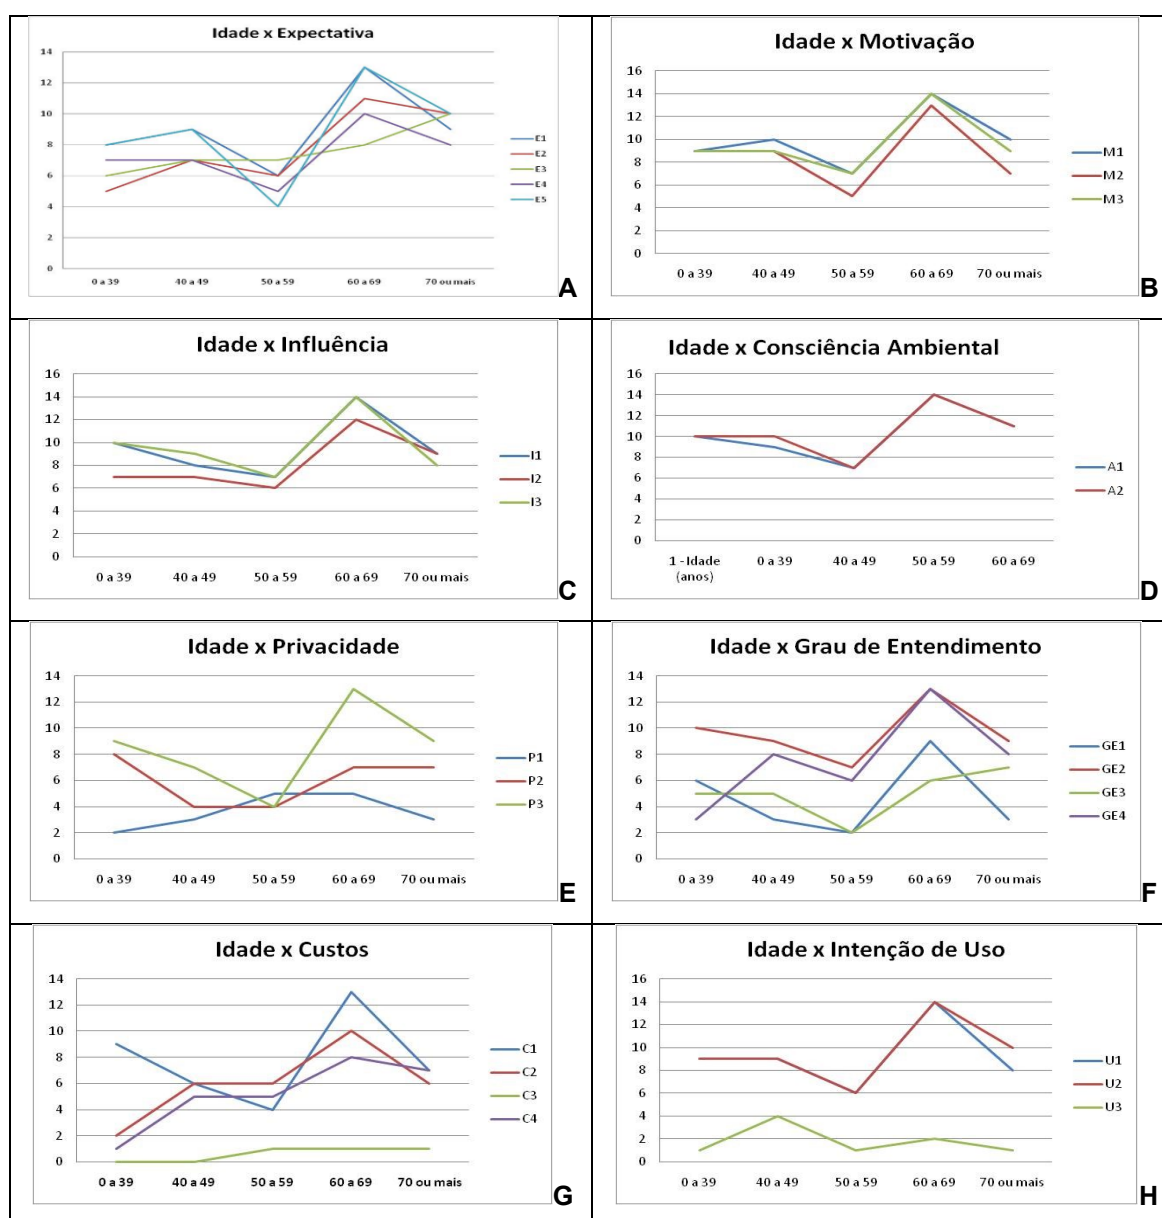 Idade x Expectativa
14
12
10
8
6
4
2
0
0 a 39 40 a 49 50 a 59 60 a 69 70 ou mais
E1
E2
E3
E4
E5
A
Idade x Motivação
16
14
12
10
8
6
4
2
0
0 a 39 40 a 49 50 a 59 60 a 69 70 ou mais
M1
M2
M3
B
Idade x Influência
16
14
12
10
8
6
4
2
0
0 a 39 40 a 49 50 a 59 60 a 69 70 ou mais
I1
I2
I3
C
Idade x Consciência Ambiental
16
14
12
10
8
6
4
2
0
1 - Idade 0 a 39 40 a 49 50 a 59 60 a 69
(anos)
A1
A2
D
Idade x Privacidade
14
12
10
8
6
4
2
0
0 a 39 40 a 49 50 a 59 60 a 69 70 ou mais
P1
P2
P3
E
Idade x Grau de Entendimento
14
12
10
8
6
4
2
0
0 a 39 40 a 49 50 a 59 60 a 69 70 ou mais
GE1
GE2
GE3
GE4
F
Idade x Custos
14
12
10
8
6
4
2
0
0 a 39 40 a 49 50 a 59 60 a 69 70 ou mais
C1
C2
C3
C4
G
Idade x Intenção de Uso
16
14
12
10
8
6
4
2
0
0 a 39 40 a 49 50 a 59 60 a 69 70 ou mais
U1
U2
U3
H